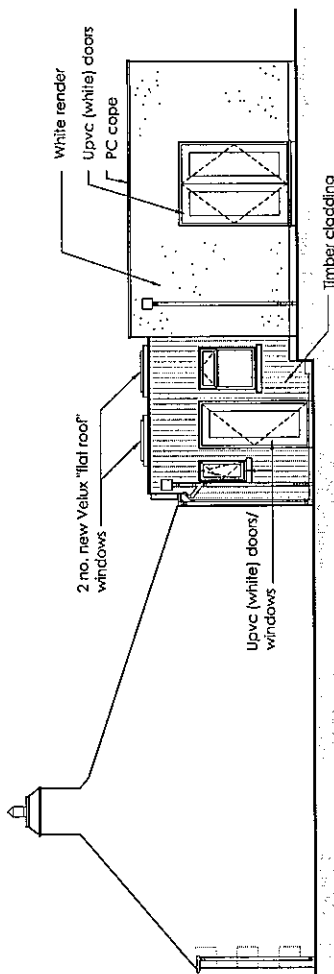 2 no. new Velux "flat roof"
windows
White render
Upvc (white) doors
PC cope
Upvc (white) doors/
windows
Timber cladding